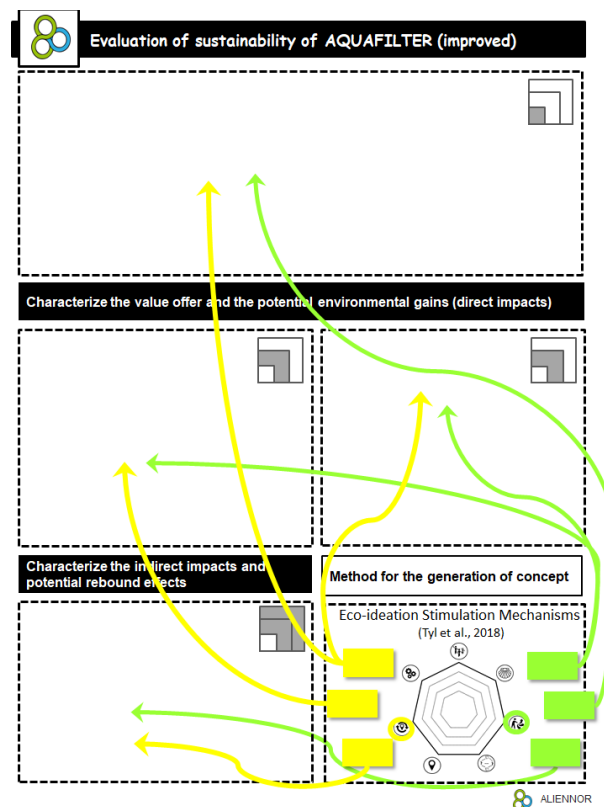 Evaluation of sustainability of AQUAFILTER (improved)
Characterize the value offer and the potential environmental gains (direct impacts)
Characterize the indirect impacts and
potential rebound effects
Method for the generation of concept
Eco-ideation Stimulation Mechanisms
(Tyl et al., 2018)
ALIENNOR